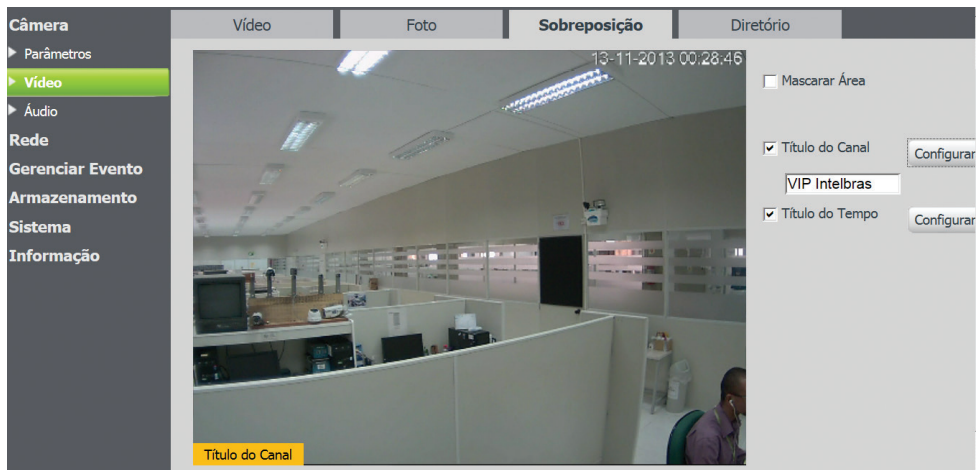 Câmera
Parâmetros
Vídeo
Áudio
Rede
Gerenciar Evento
Armazenamento
Sistema
Informação
Vídeo Foto Sobreposição Diretório
13-11-2013 00:28:46
Título do Canal
Mascarar Área
Título do Canal Configurar
VIP Intelbras
Título do Tempo Configurar